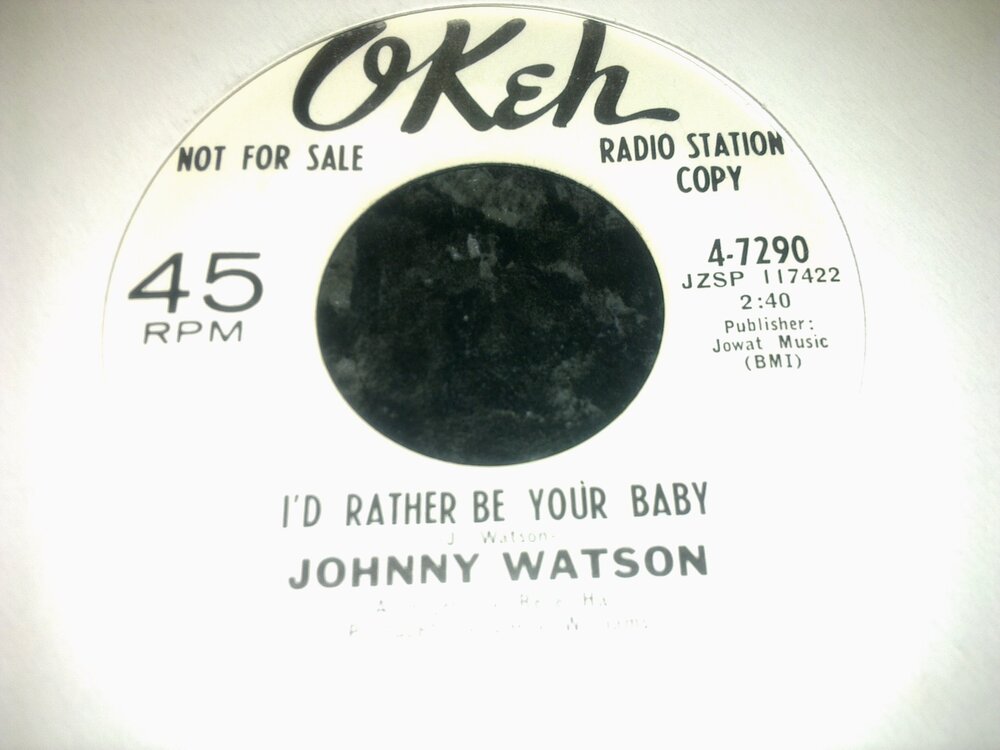 OKeh
NOT FOR SALE
RADIO STATION
COPY
45
RPM
4-7290
JZSP 117422
2:40
Publisher:
Jowat Music
(BMI)
I'D RATHER BE YOUR BABY
J Watson
JOHNNY WATSON